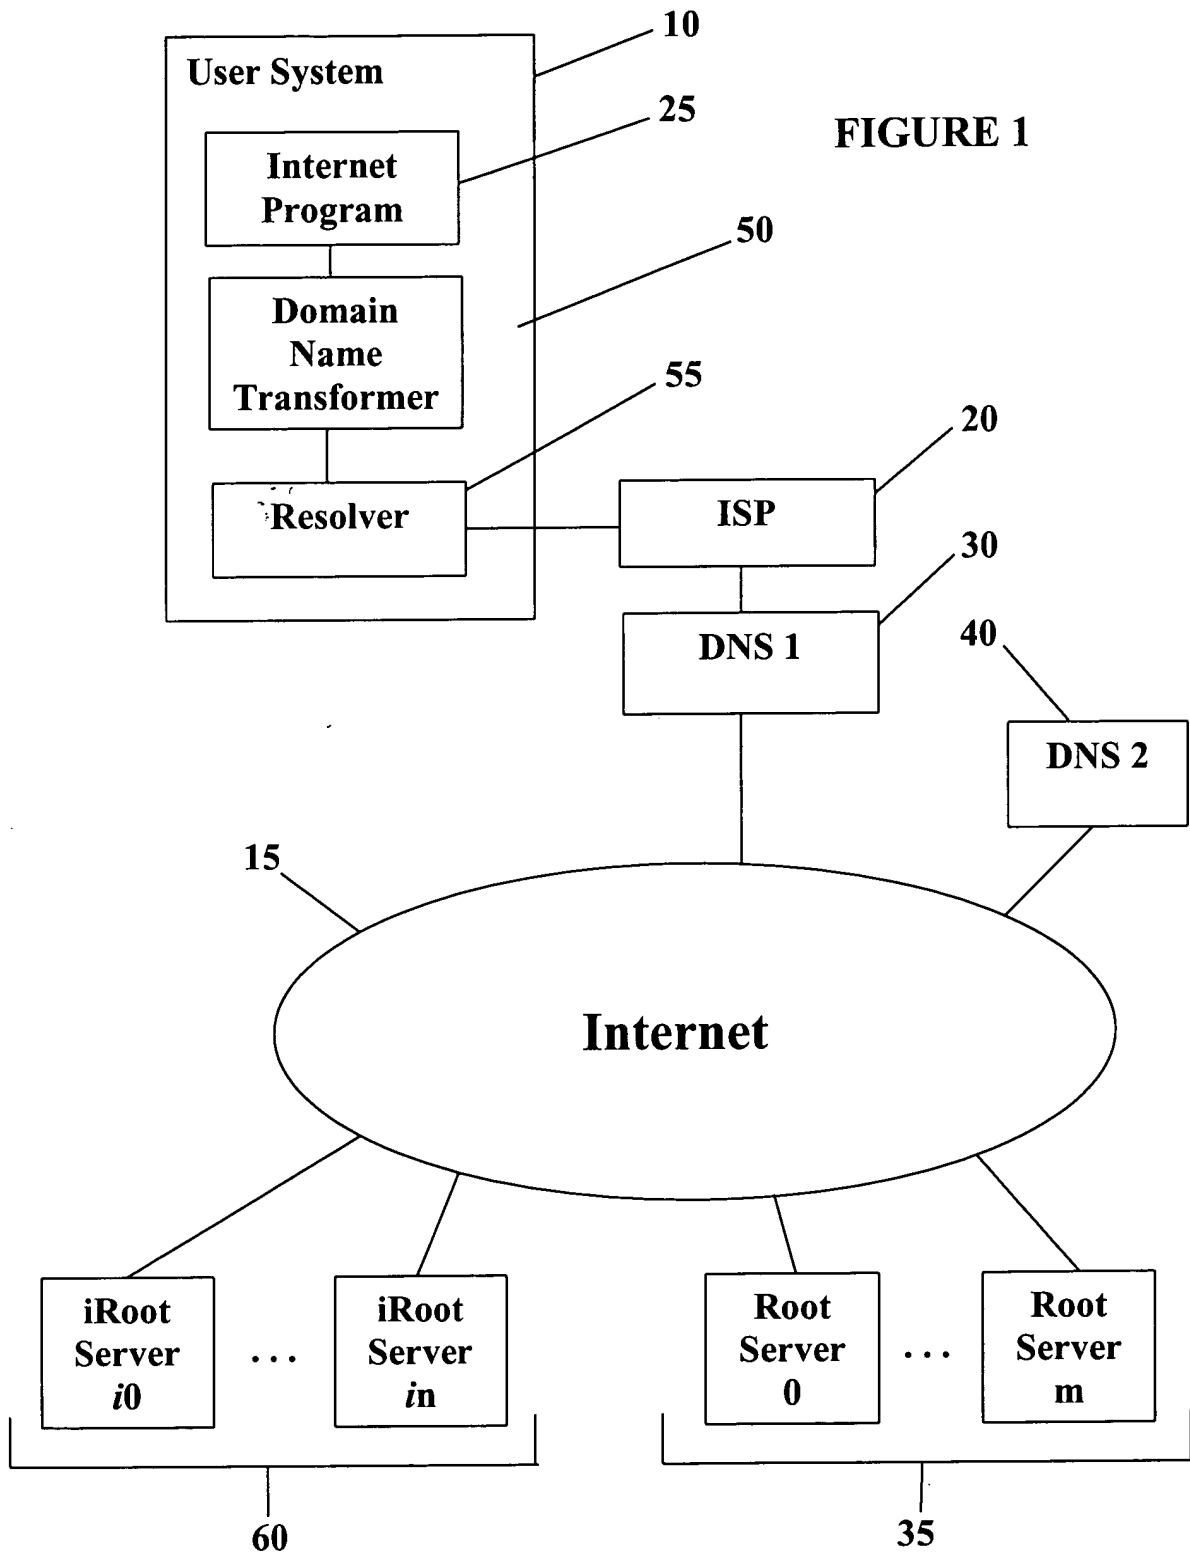 10
User System
25
FIGURE 1
Internet
Program
50
Domain
Name
Transformer
55
20
Resolver
ISP
30
DNS 1
40
DNS 2
15
Internet
iRoot
Server
i0
. . .
iRoot
Server
in
Root
Server
0
. . .
Root
Server
m
60
35